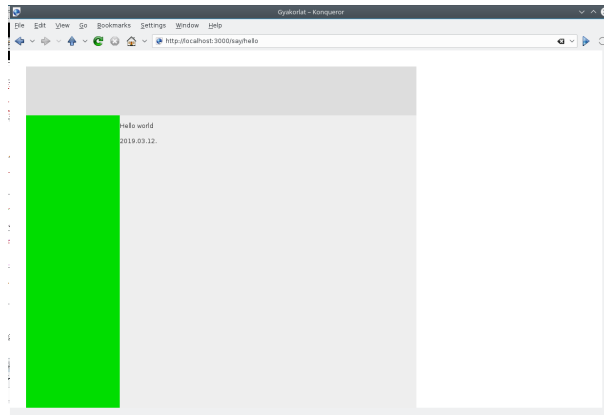 Gyakorlat – Konqueror
File Edit View Go Bookmarks Settings Window Help
http://localhost:3000/say/hello
Hello world
2019.03.12.